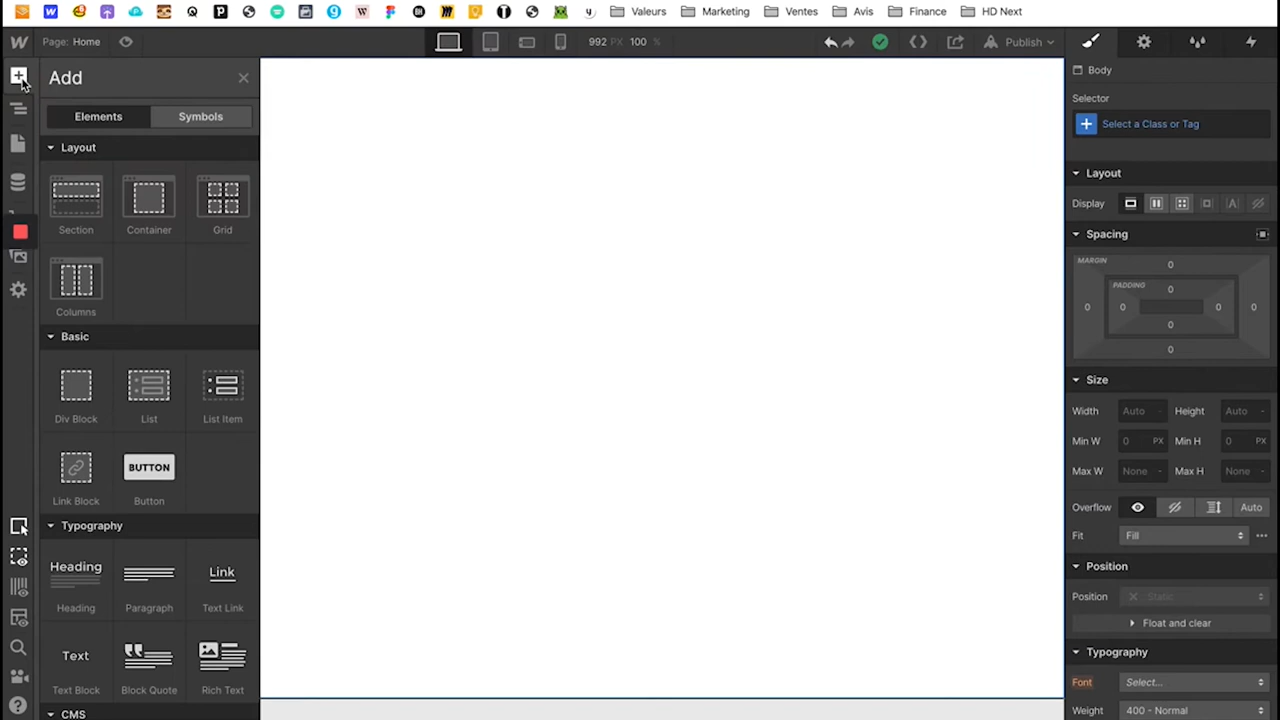 Valeurs Marketing Ventes Avis Finance HD Next
Page: Home 992 PX 100 % Publish
Add
Elements Symbols
Layout
Section Container Grid
Columns
Basic
Div Block List List Item
BUTTON
Link Block Button
Typography
Heading Link
Heading Paragraph Text Link
Text
Text Block Block Quote Rich Text
CMS
Body
Selector
Select a Class or Tag
Layout
Display
Spacing
MARGIN
0
PADDING
0
0 0 0 0
0
0
Size
Width Auto - Height Auto -
Min W 0 PX Min H 0 PX
Max W None - Max H None -
Overflow Auto
Fit Fill
Position
Position Static
Float and clear
Typography
Font Select...
Weight 400 - Normal